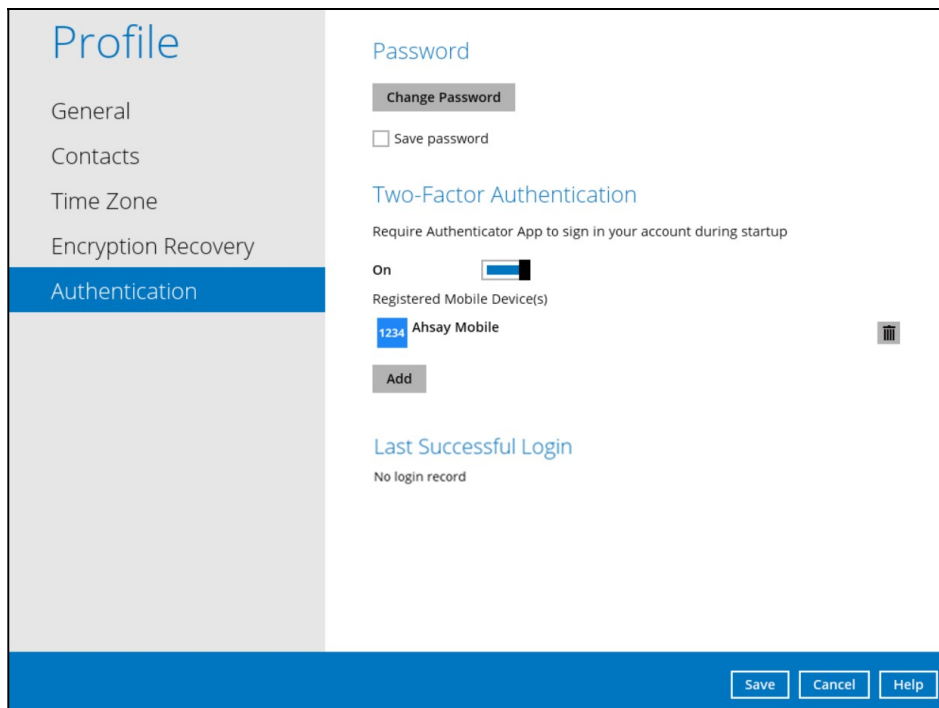 Profile
General
Contacts
Time Zone
Encryption Recovery
Authentication
Password
Change Password
Save password
Two-Factor Authentication
Require Authenticator App to sign in your account during startup
On
Registered Mobile Device(s)
1234 Ahsay Mobile
Add
Last Successful Login
No login record
Save Cancel Help